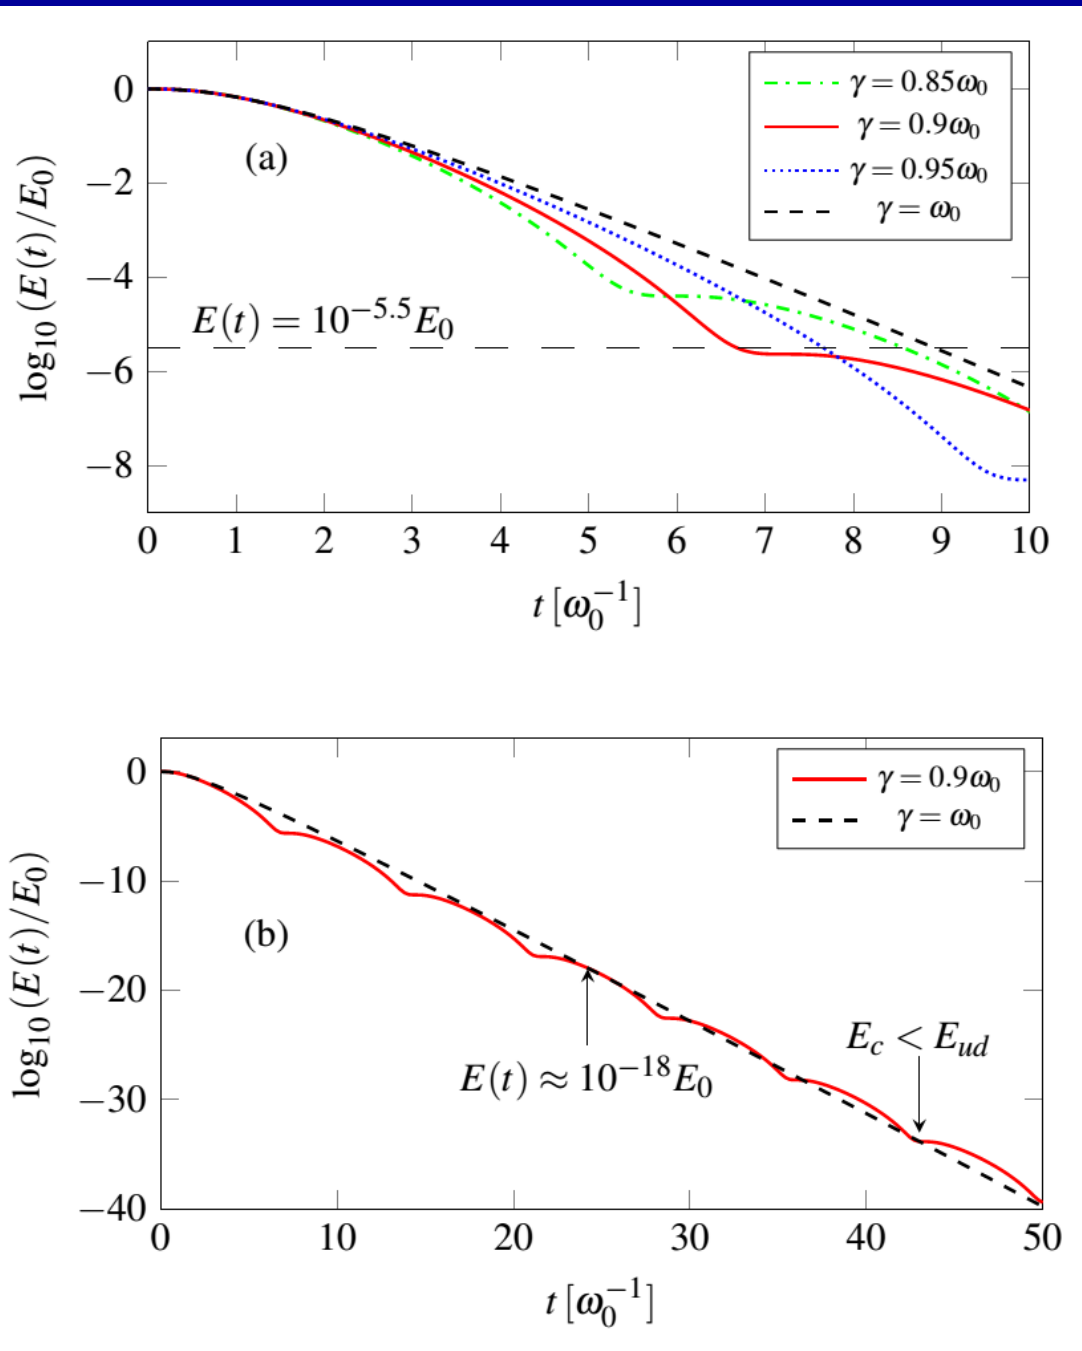 γ = 0.85ω₀
γ = 0.9ω₀
γ = 0.95ω₀
γ = ω₀
(a)
E(t) = 10⁻⁵·⁵E₀
log₁₀(E(t)/E₀)
0
−2
−4
−6
−8
0 1 2 3 4 5 6 7 8 9 10
t [ω₀⁻¹]
γ = 0.9ω₀
γ = ω₀
(b)
E(t) ≈ 10⁻¹⁸E₀
E_c < E_ud
log₁₀(E(t)/E₀)
0
−10
−20
−30
−40
0 10 20 30 40 50
t [ω₀⁻¹]